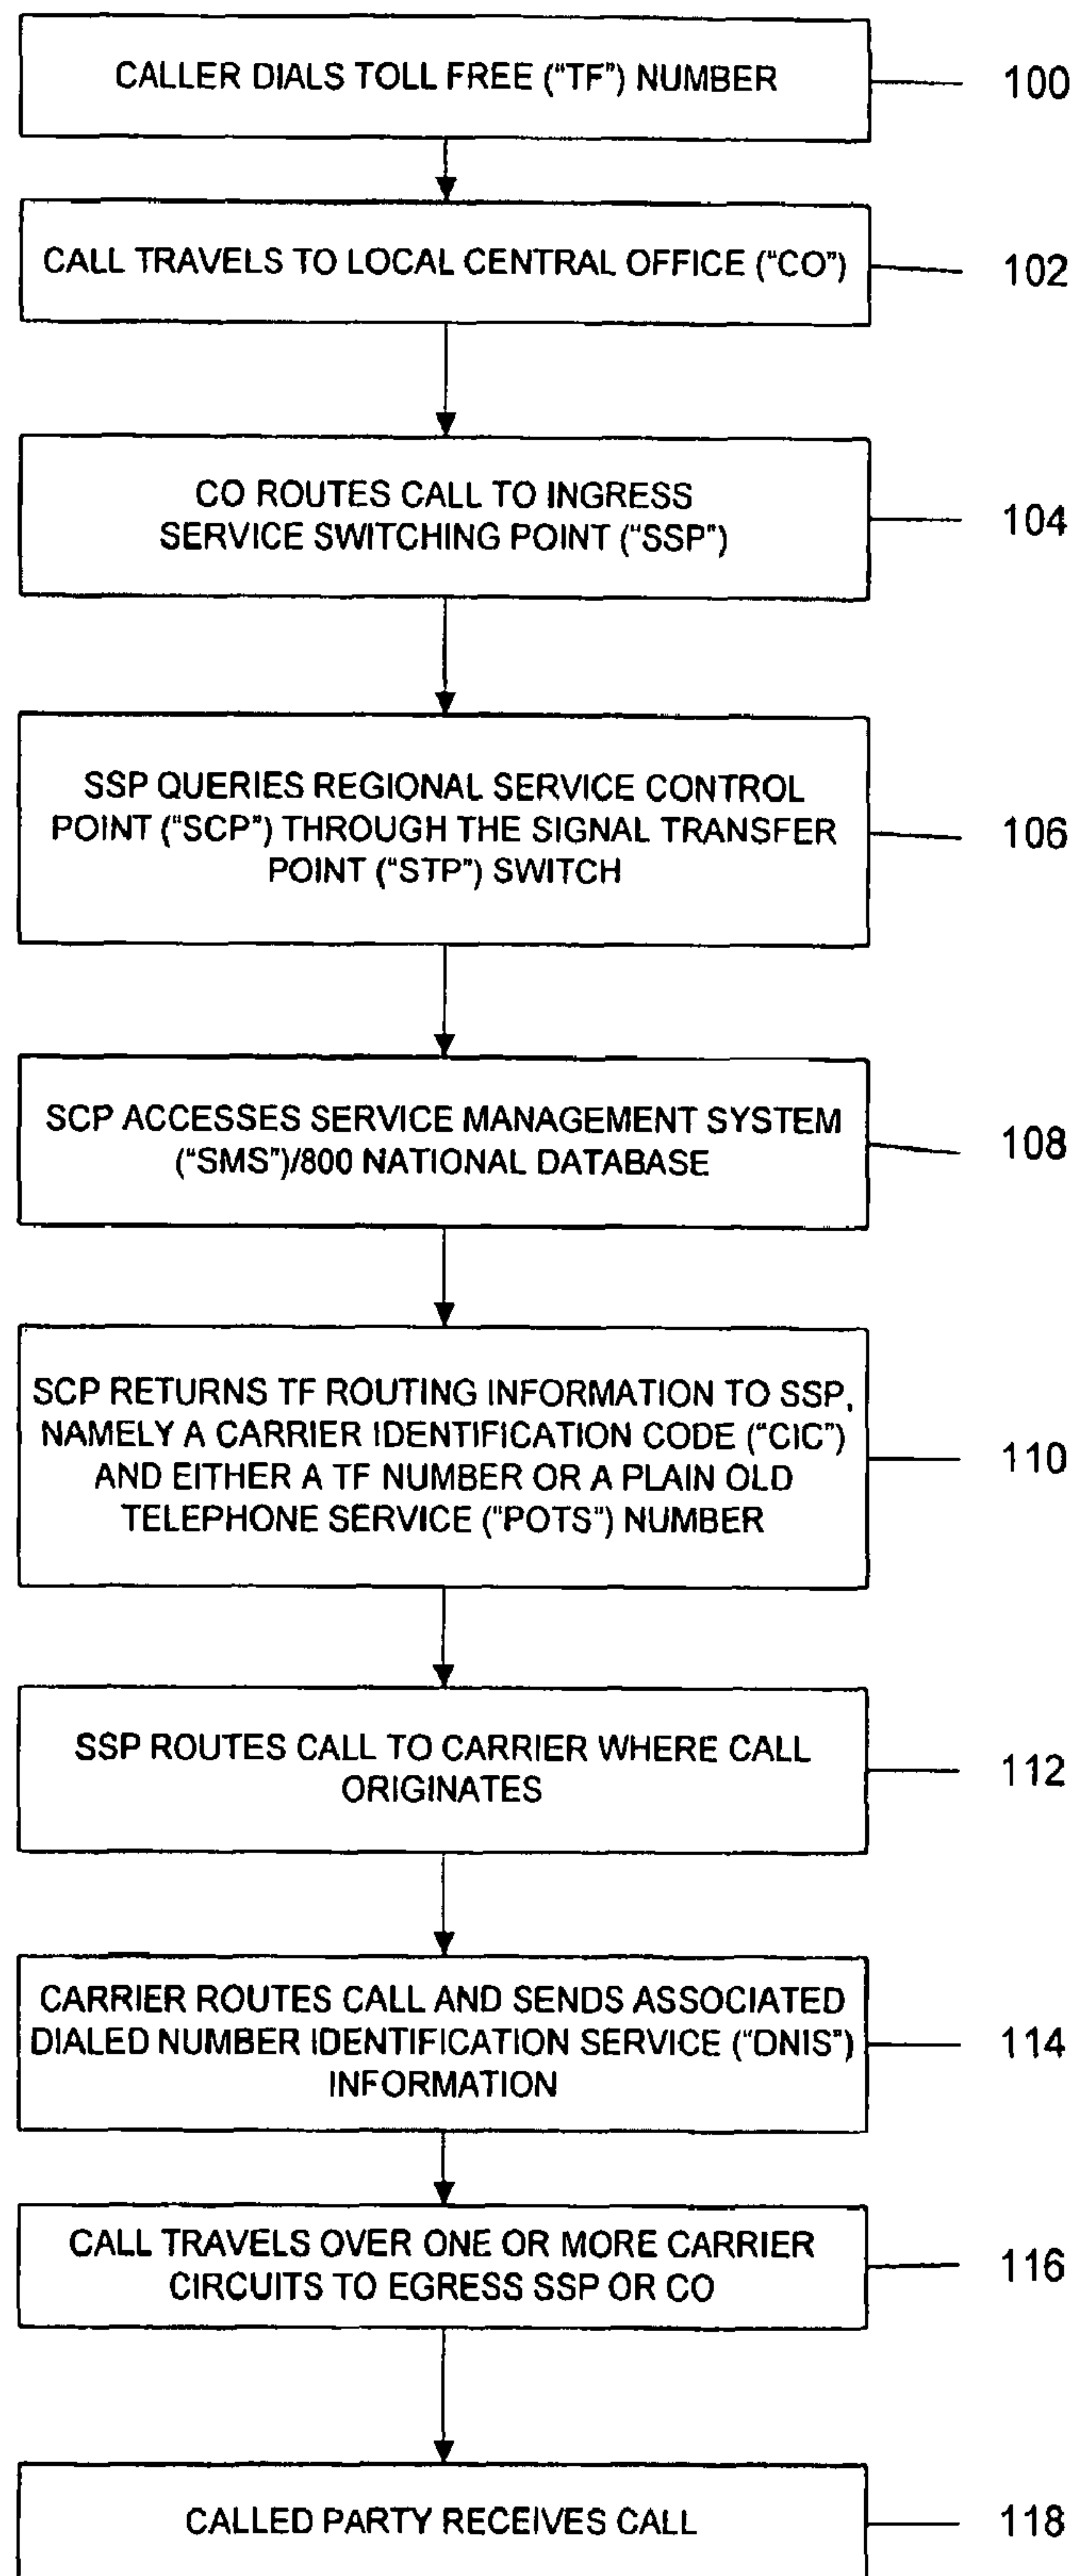 CALLER DIALS TOLL FREE ("TF") NUMBER
100
CALL TRAVELS TO LOCAL CENTRAL OFFICE ("CO")
102
CO ROUTES CALL TO INGRESS
SERVICE SWITCHING POINT ("SSP")
104
SSP QUERIES REGIONAL SERVICE CONTROL
POINT ("SCP") THROUGH THE SIGNAL TRANSFER
POINT ("STP") SWITCH
106
SCP ACCESSES SERVICE MANAGEMENT SYSTEM
("SMS")/800 NATIONAL DATABASE
108
SCP RETURNS TF ROUTING INFORMATION TO SSP,
NAMELY A CARRIER IDENTIFICATION CODE ("CIC")
AND EITHER A TF NUMBER OR A PLAIN OLD
TELEPHONE SERVICE ("POTS") NUMBER
110
SSP ROUTES CALL TO CARRIER WHERE CALL
ORIGINATES
112
CARRIER ROUTES CALL AND SENDS ASSOCIATED
DIALED NUMBER IDENTIFICATION SERVICE ("DNIS")
INFORMATION
114
CALL TRAVELS OVER ONE OR MORE CARRIER
CIRCUITS TO EGRESS SSP OR CO
116
CALLED PARTY RECEIVES CALL
118